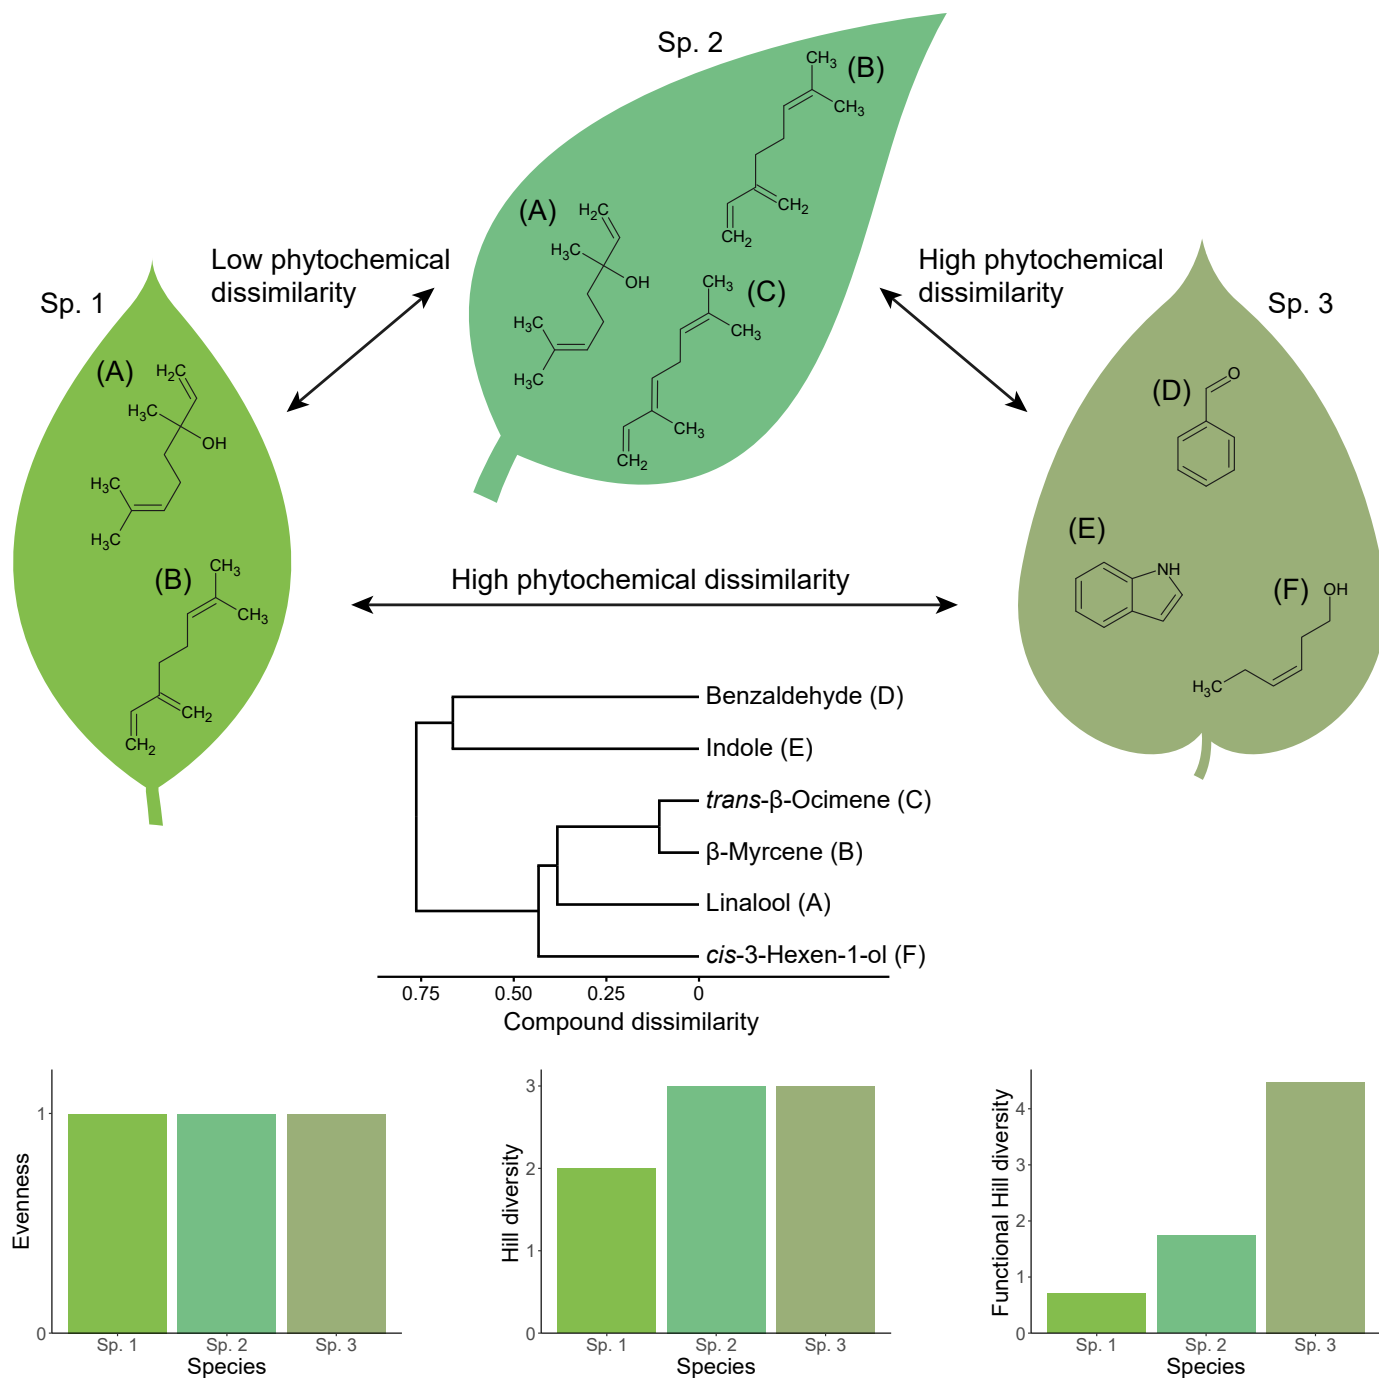 Sp. 2
(B)
CH3
CH3
CH2
CH2
(A)
H2C
H3C
OH
H3C
H3C
(C)
CH3
CH3
CH3
CH2
Low phytochemical
dissimilarity
High phytochemical
dissimilarity
Sp. 1
(A)
H2C
H3C
OH
H3C
H3C
(B)
CH3
CH3
CH2
CH2
Sp. 3
(D)
O
(E)
NH
(F)
OH
H3C
High phytochemical dissimilarity
Benzaldehyde (D)
Indole (E)
trans-β-Ocimene (C)
β-Myrcene (B)
Linalool (A)
cis-3-Hexen-1-ol (F)
0.75 0.50 0.25 0
Compound dissimilarity
Evenness
1
0
Sp. 1 Sp. 2 Sp. 3
Species
Hill diversity
3
2
1
0
Sp. 1 Sp. 2 Sp. 3
Species
Functional Hill diversity
4
3
2
1
0
Sp. 1 Sp. 2 Sp. 3
Species